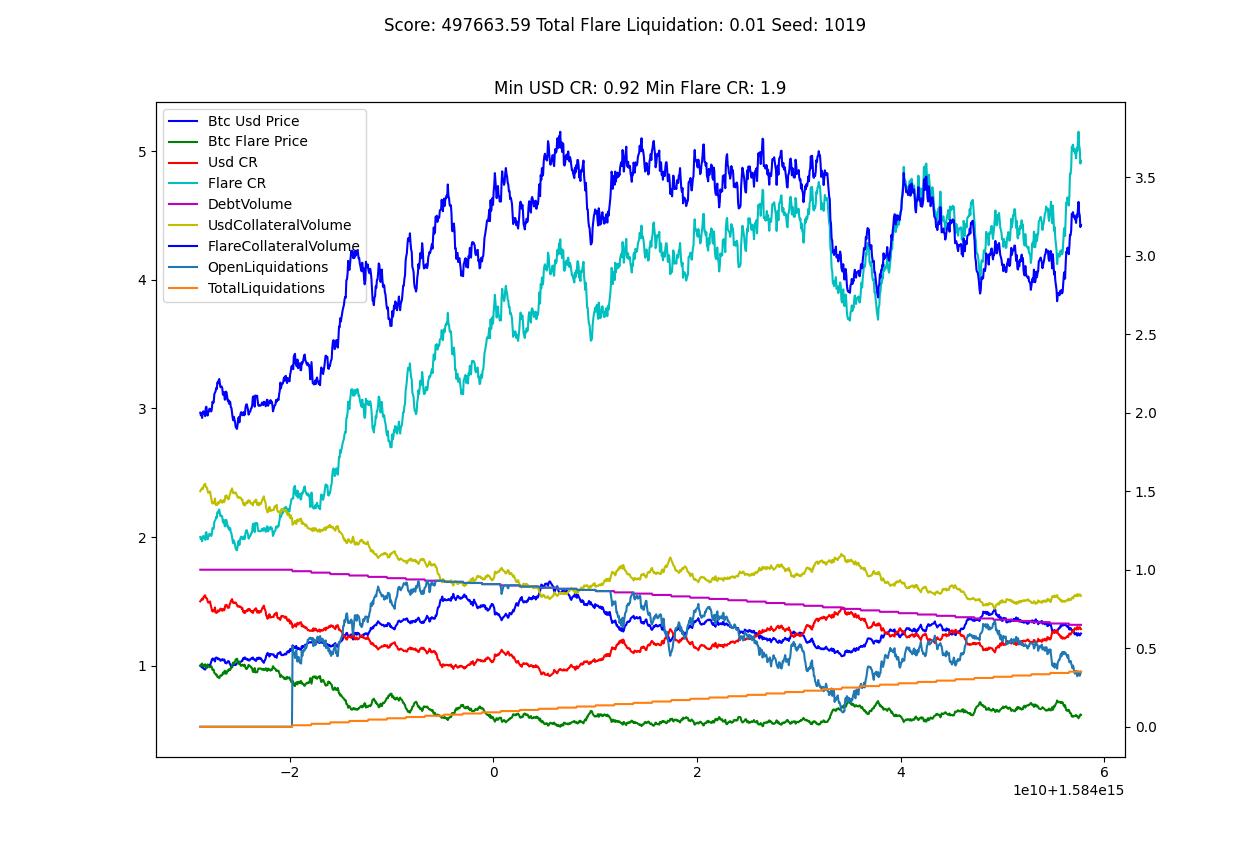 Score: 497663.59 Total Flare Liquidation: 0.01 Seed: 1019
Min USD CR: 0.92 Min Flare CR: 1.9
Btc Usd Price
Btc Flare Price
Usd CR
Flare CR
DebtVolume
UsdCollateralVolume
FlareCollateralVolume
OpenLiquidations
TotalLiquidations
5
4
3
2
1
3.5
3.0
2.5
2.0
1.5
1.0
0.5
0.0
−2 0 2 4 6
1e10+1.584e15